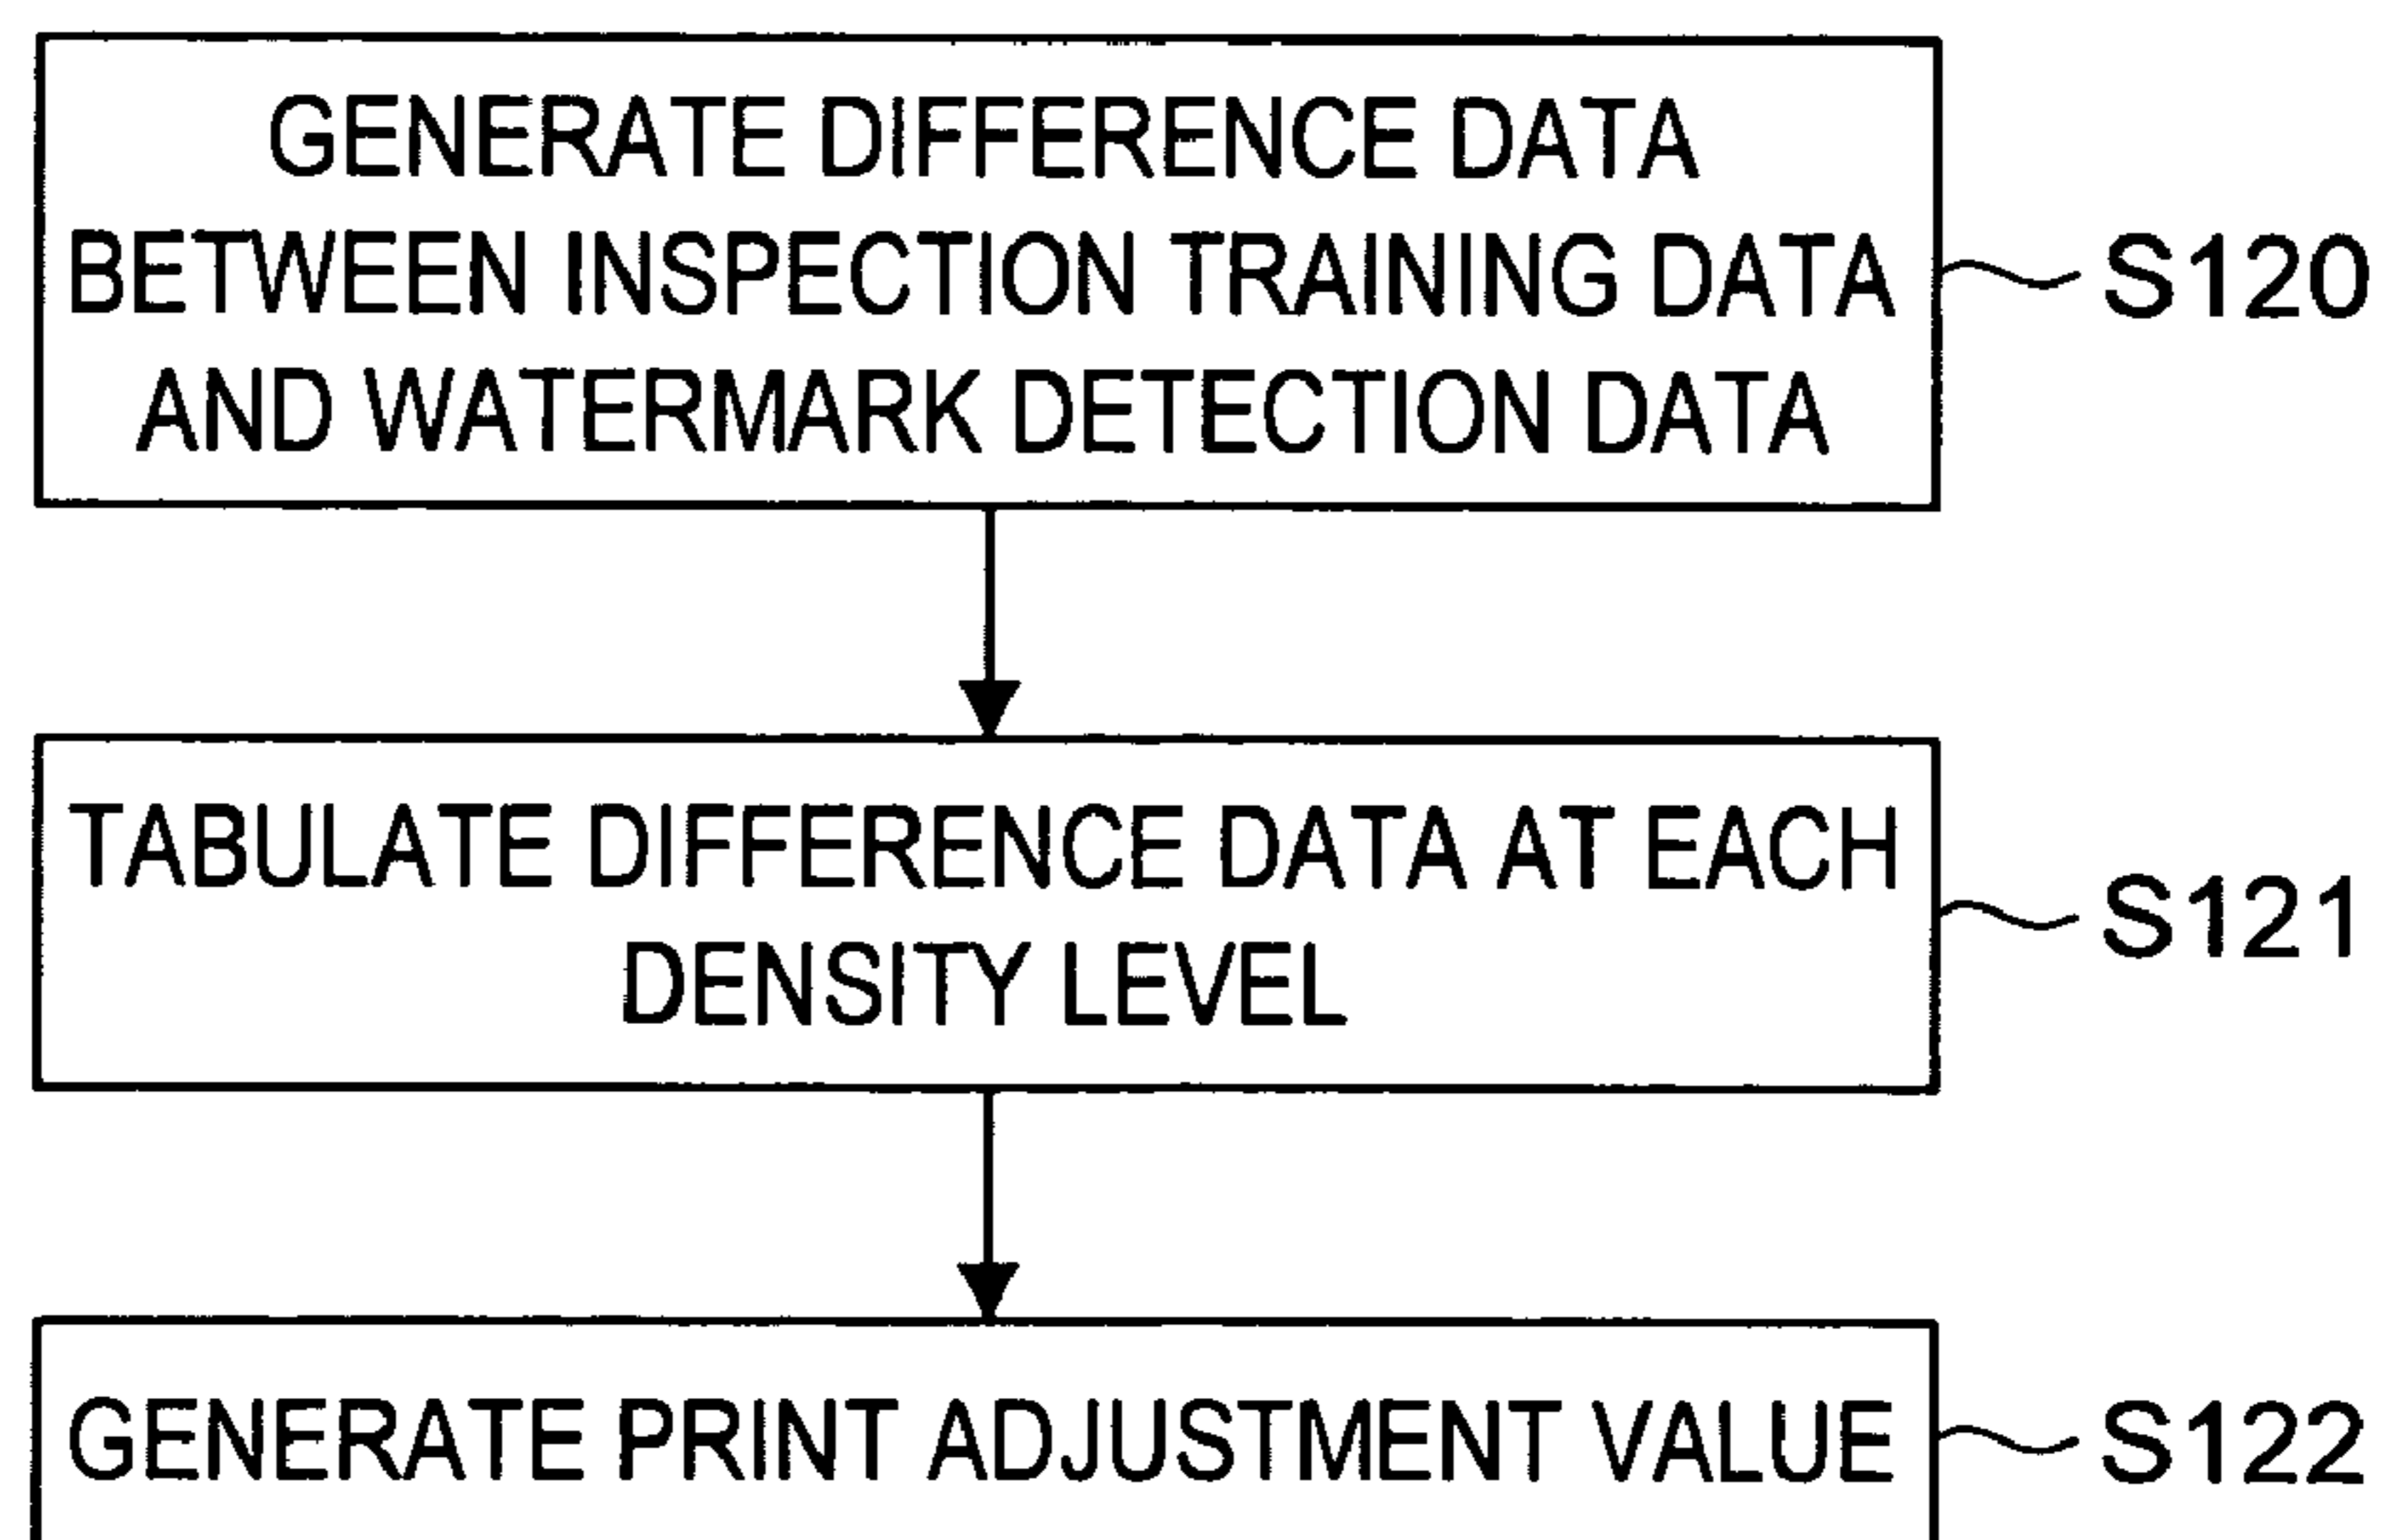 GENERATE DIFFERENCE DATA
BETWEEN INSPECTION TRAINING DATA
AND WATERMARK DETECTION DATA
S120
TABULATE DIFFERENCE DATA AT EACH
DENSITY LEVEL
S121
GENERATE PRINT ADJUSTMENT VALUE
S122